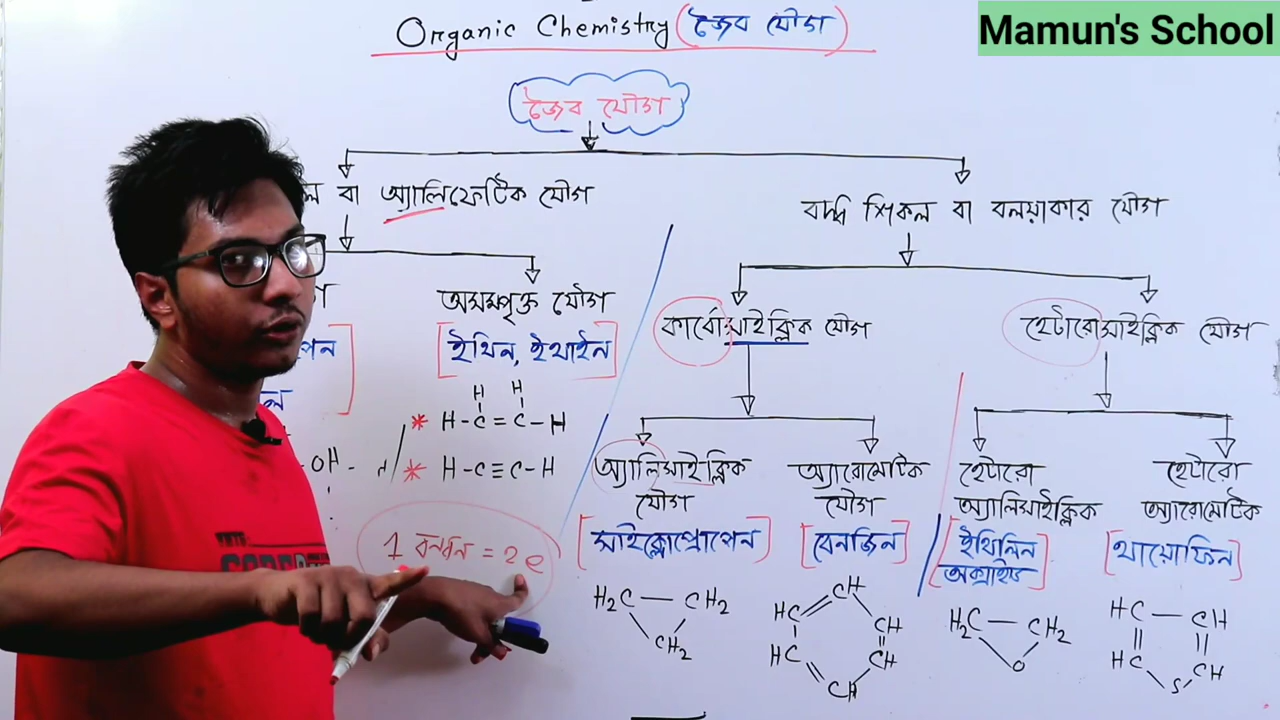 Mamun's School
Organic Chemistry (জৈব যৌগ)
জৈব যৌগ
বা অ্যালিফেটিক যৌগ
বদ্ধ শিকল বা বলয়াকার যৌগ
অসম্পৃক্ত যৌগ
[ইথিন, ইথাইন]
কার্বোসাইক্লিক যৌগ
হেটারোসাইক্লিক যৌগ
H H
* H-C=C-H
* H-C≡C-H
OH
1 বন্ধন = 2e
অ্যালিসাইক্লিক
যৌগ
[সাইক্লোপ্রোপেন]
H₂C — CH₂
CH₂
অ্যারোমেটিক
যৌগ
[বেনজিন]
CH
HC CH
HC CH
CH
হেটারো
অ্যালিসাইক্লিক
[ইথিলিন
অক্সাইড]
H₂C — CH₂
O
হেটারো
অ্যারোমেটিক
[থায়োফিন]
HC — CH
HC CH
S